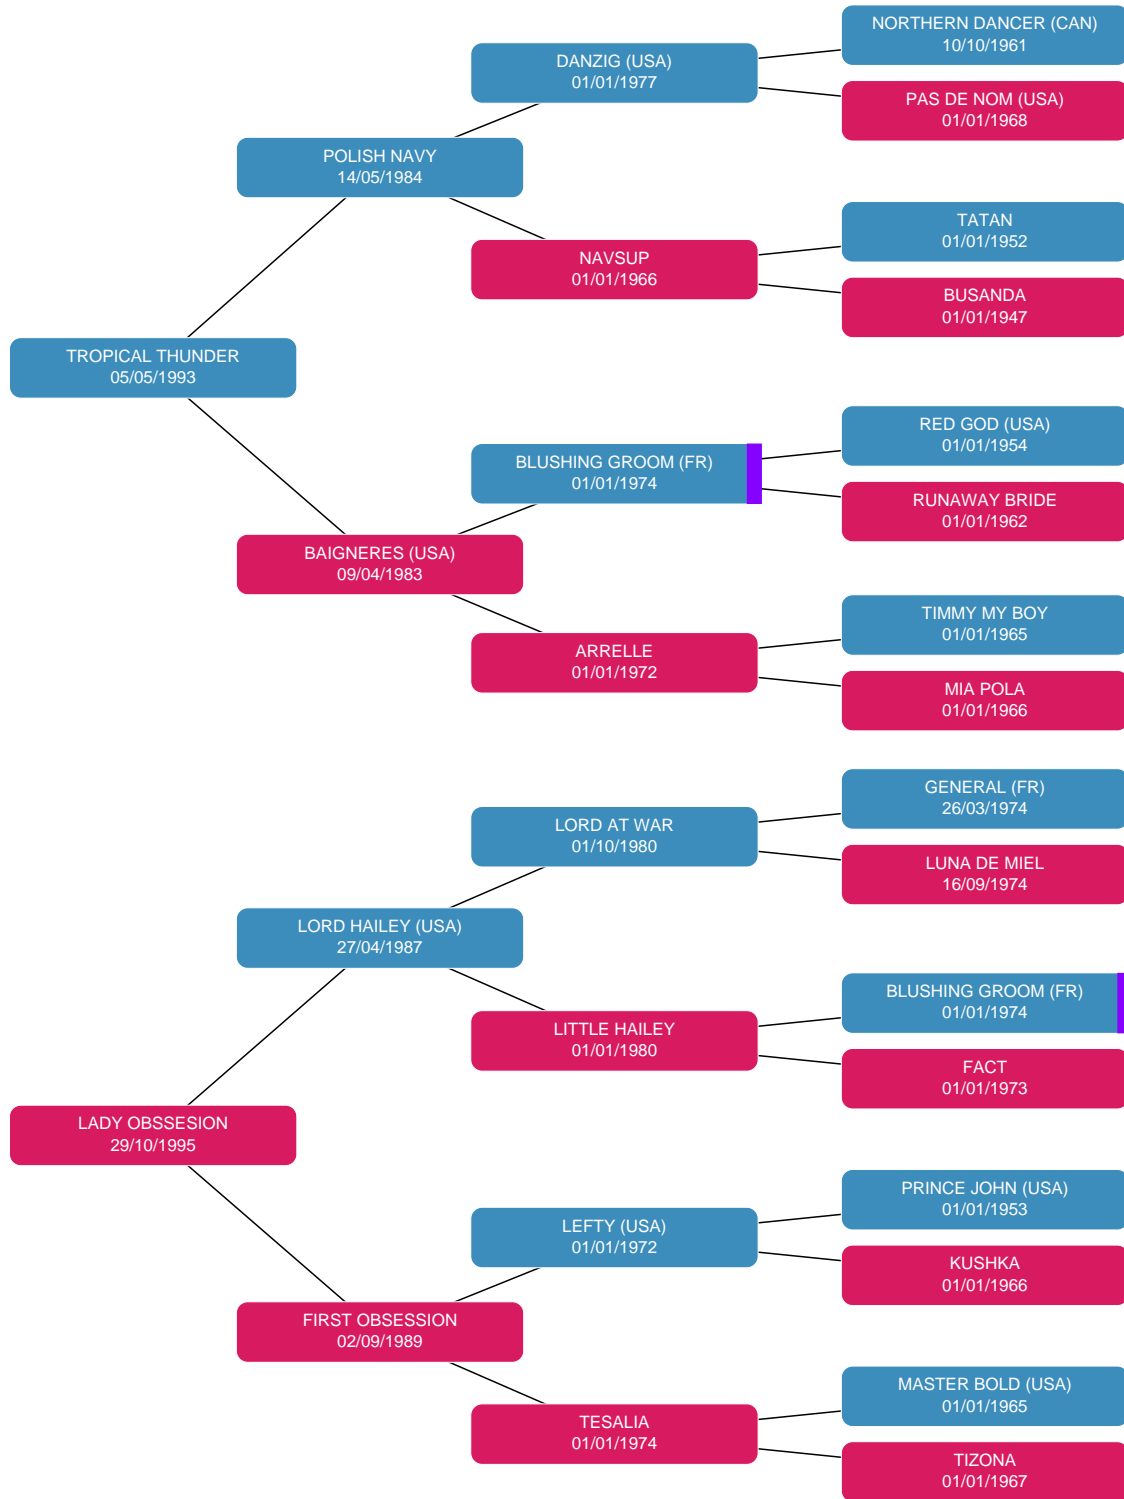 NORTHERN DANCER (CAN)
10/10/1961
DANZIG (USA)
01/01/1977
PAS DE NOM (USA)
01/01/1968
POLISH NAVY
14/05/1984
TATAN
01/01/1952
NAVSUP
01/01/1966
BUSANDA
01/01/1947
TROPICAL THUNDER
05/05/1993
RED GOD (USA)
01/01/1954
BLUSHING GROOM (FR)
01/01/1974
RUNAWAY BRIDE
01/01/1962
BAIGNERES (USA)
09/04/1983
TIMMY MY BOY
01/01/1965
ARRELLE
01/01/1972
MIA POLA
01/01/1966
GENERAL (FR)
26/03/1974
LORD AT WAR
01/10/1980
LUNA DE MIEL
16/09/1974
LORD HAILEY (USA)
27/04/1987
BLUSHING GROOM (FR)
01/01/1974
LITTLE HAILEY
01/01/1980
FACT
01/01/1973
LADY OBSSESION
29/10/1995
PRINCE JOHN (USA)
01/01/1953
LEFTY (USA)
01/01/1972
KUSHKA
01/01/1966
FIRST OBSESSION
02/09/1989
MASTER BOLD (USA)
01/01/1965
TESALIA
01/01/1974
TIZONA
01/01/1967